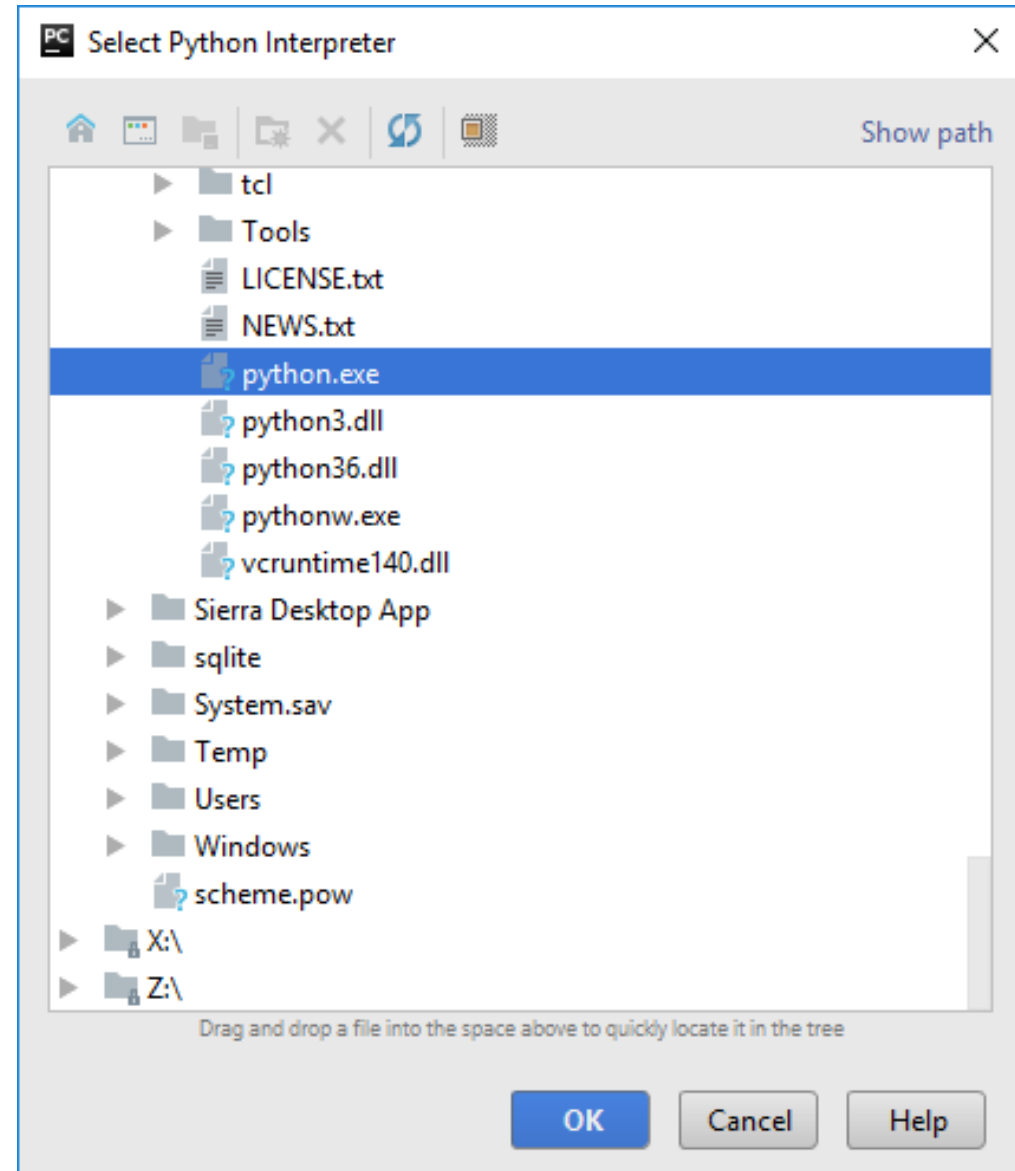 PC Select Python Interpreter
Show path
tcl
Tools
LICENSE.txt
NEWS.txt
python.exe
python3.dll
python36.dll
pythonw.exe
vcruntime140.dll
Sierra Desktop App
sqlite
System.sav
Temp
Users
Windows
scheme.pow
X:\
Z:\
Drag and drop a file into the space above to quickly locate it in the tree
OK Cancel Help